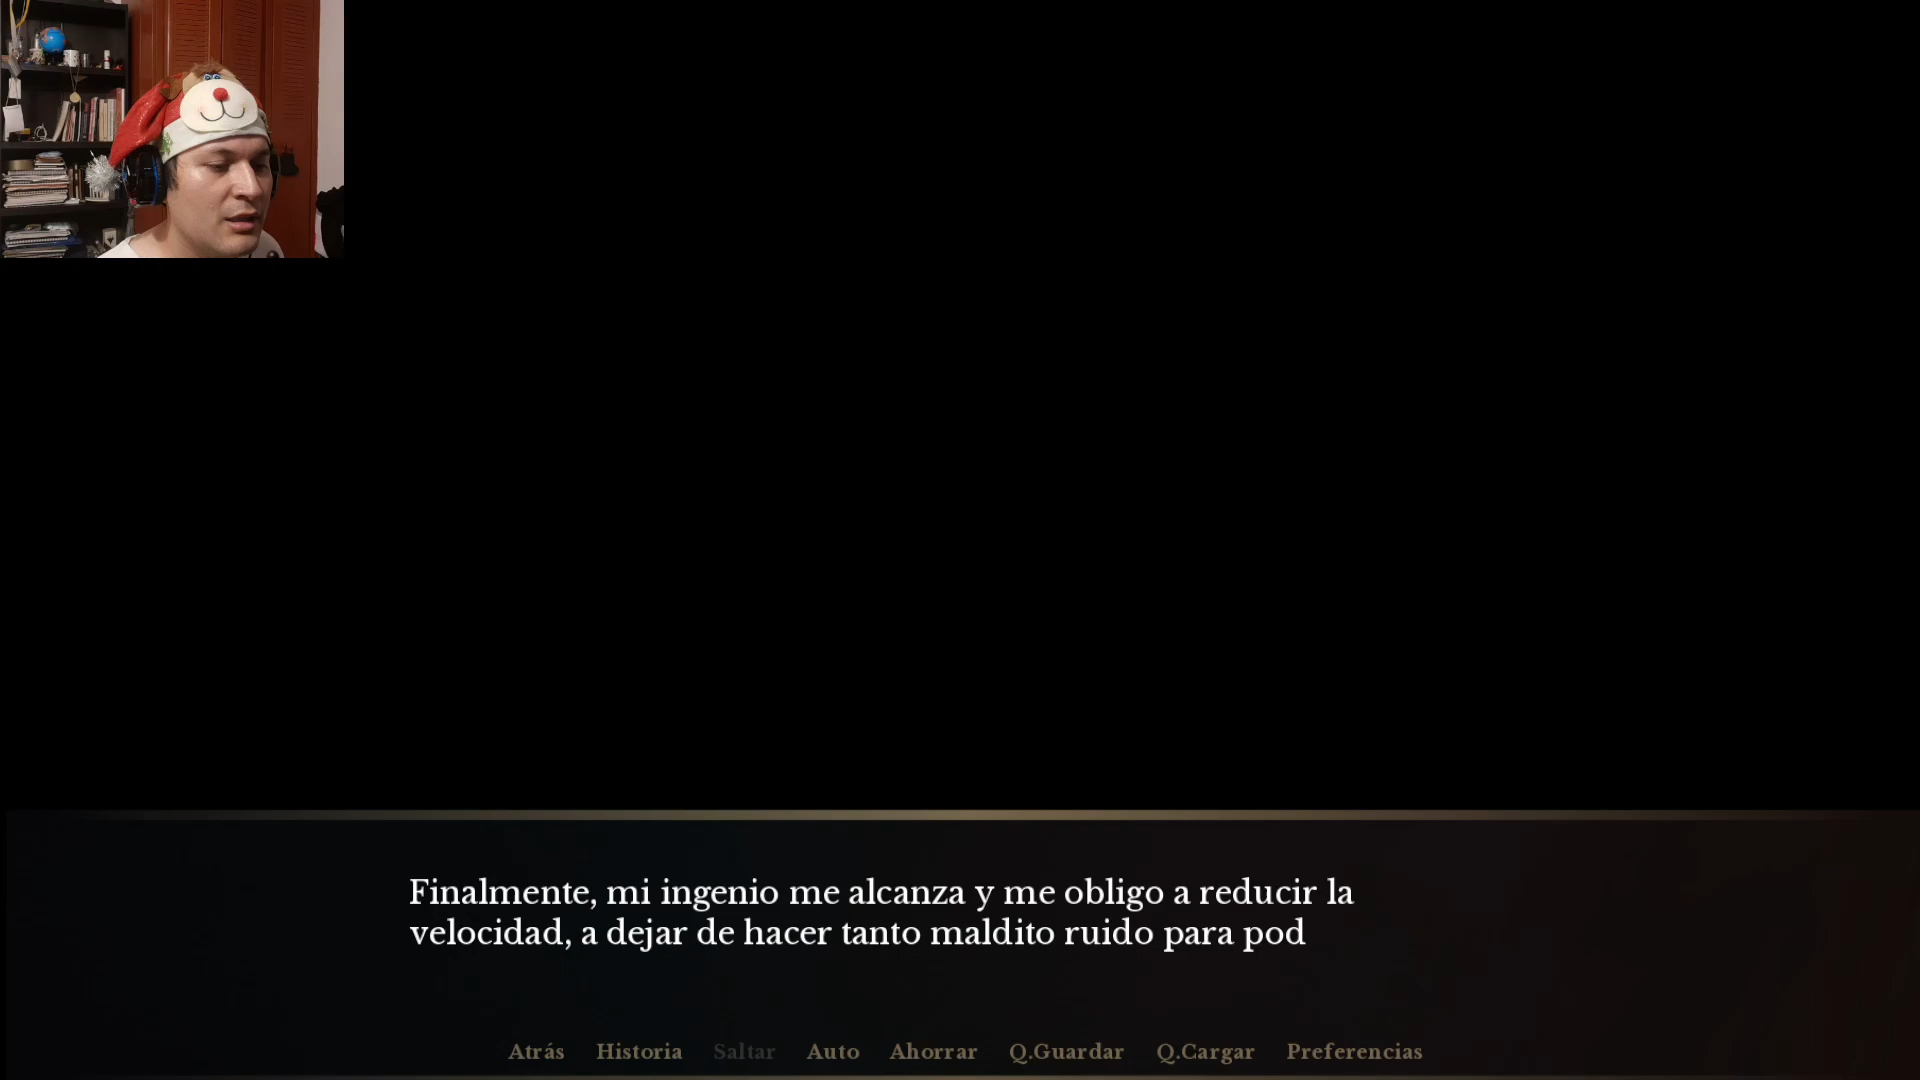 Finalmente, mi ingenio me alcanza y me obligo a reducir la
velocidad, a dejar de hacer tanto maldito ruido para pod
Atrás Historia Saltar Auto Ahorrar Q.Guardar Q.Cargar Preferencias